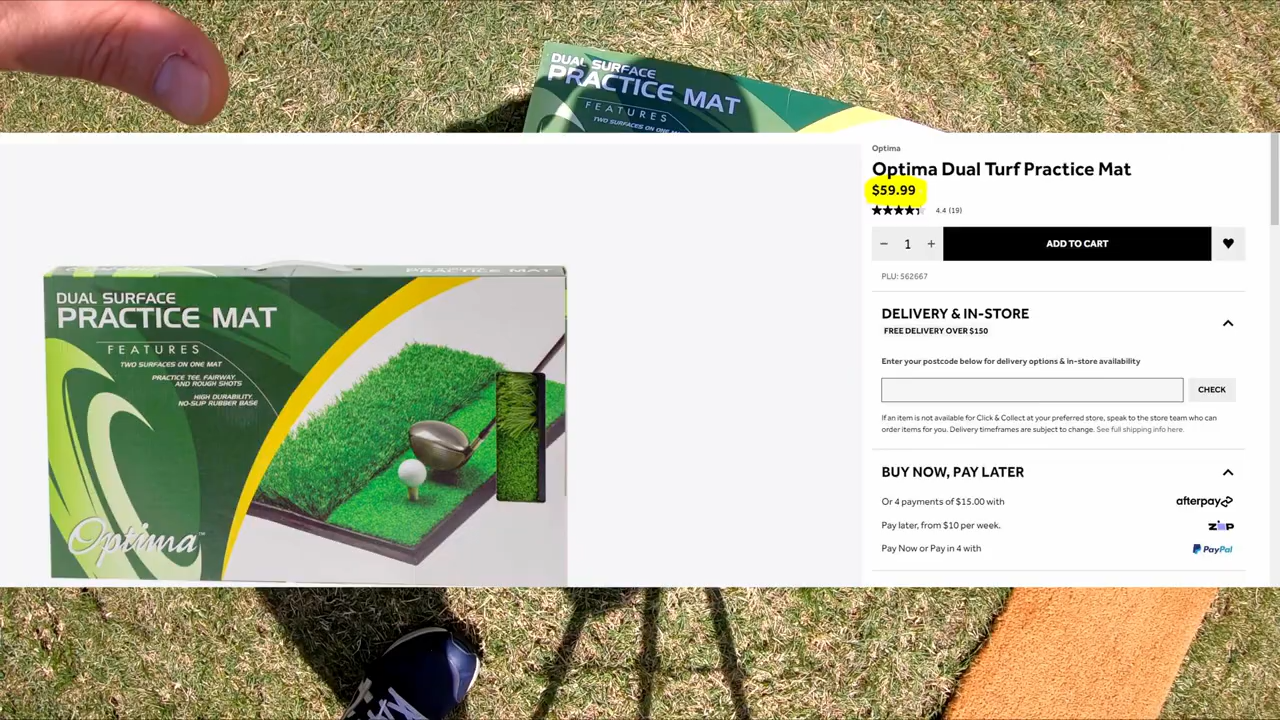 DUAL SURFACE
PRACTICE MAT
FEATURES
TWO SURFACES ON ONE MAT
Optima
Optima Dual Turf Practice Mat
$59.99
4.4 (19)
− 1 +
ADD TO CART
PLU: 562667
DELIVERY & IN-STORE
FREE DELIVERY OVER $150
Enter your postcode below for delivery options & in-store availability
CHECK
If an item is not available for Click & Collect at your preferred store, speak to the store team who can
order items for you. Delivery timeframes are subject to change. See full shipping info here.
BUY NOW, PAY LATER
Or 4 payments of $15.00 with
afterpay
Pay later, from $10 per week.
ZIP
Pay Now or Pay in 4 with
PayPal
PRACTICE MAT
DUAL SURFACE
PRACTICE MAT
FEATURES
TWO SURFACES ON ONE MAT
PRACTICE TEE, FAIRWAY,
AND ROUGH SHOTS
HIGH DURABILITY,
NO-SLIP RUBBER BASE
Optima™